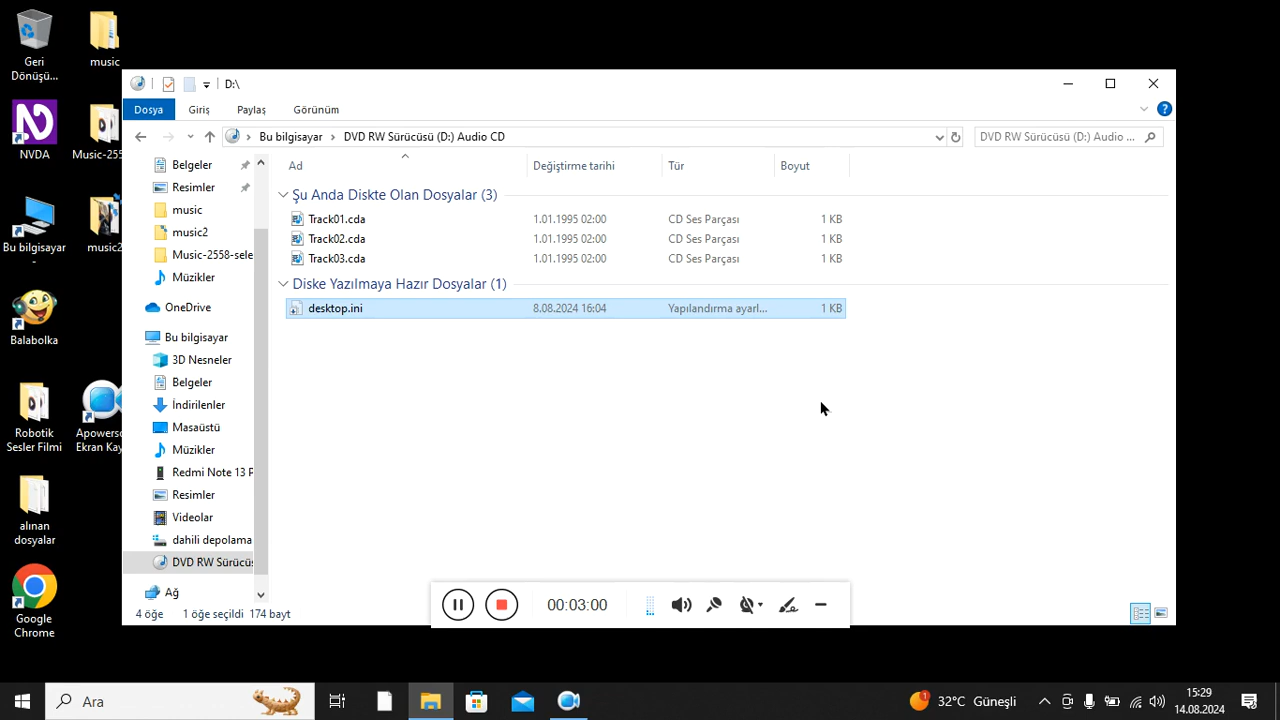 Geri
Dönüşü...
music
NVDA
Music-255
Bu bilgisayar
music2
Balabolka
Robotik
Sesler Filmi
Apowerso
Ekran Kay
alınan
dosyalar
Google
Chrome
D:\
Dosya
Giriş
Paylaş
Görünüm
Bu bilgisayar
DVD RW Sürücüsü (D:) Audio CD
DVD RW Sürücüsü (D:) Audio ...
Belgeler
Resimler
music
music2
Music-2558-sele
Müzikler
OneDrive
Bu bilgisayar
3D Nesneler
Belgeler
İndirilenler
Masaüstü
Müzikler
Redmi Note 13 P
Resimler
Videolar
dahili depolama
DVD RW Sürücüs
Ağ
Ad Değiştirme tarihi Tür Boyut
Şu Anda Diskte Olan Dosyalar (3)
Track01.cda 1.01.1995 02:00 CD Ses Parçası 1 KB
Track02.cda 1.01.1995 02:00 CD Ses Parçası 1 KB
Track03.cda 1.01.1995 02:00 CD Ses Parçası 1 KB
Diske Yazılmaya Hazır Dosyalar (1)
desktop.ini 8.08.2024 16:04 Yapılandırma ayarl... 1 KB
00:03:00
4 öğe 1 öğe seçildi 174 bayt
Ara
1
32°C Güneşli
15:29
14.08.2024